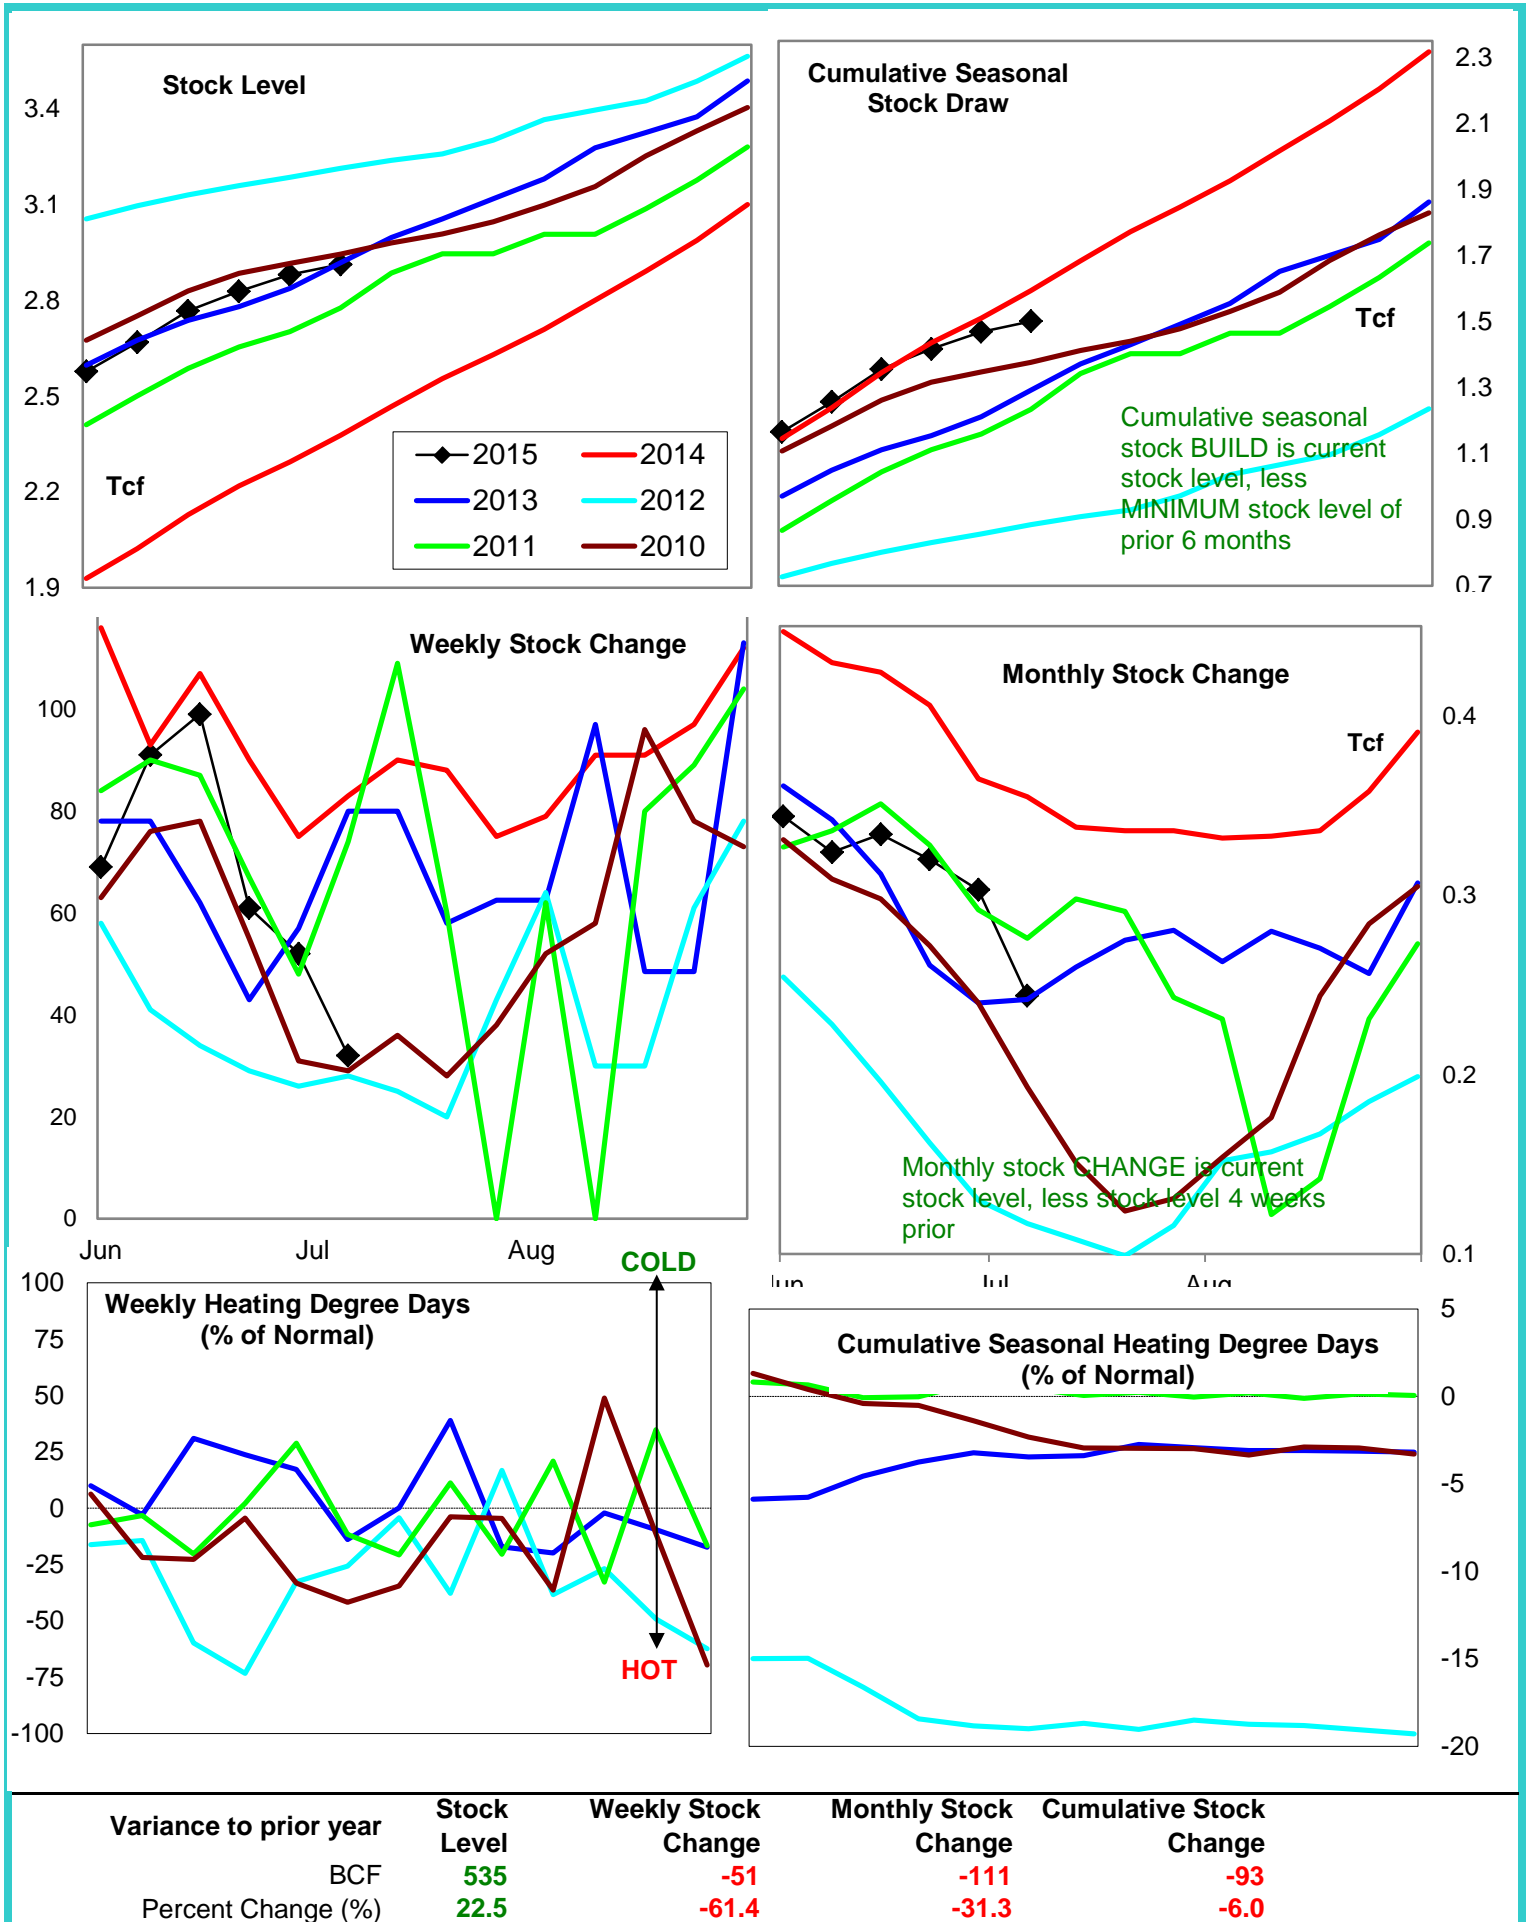 Stock Level
3.4
3.1
2.8
2.5
2.2
1.9
Tcf
2015
2014
2013
2012
2011
2010
Cumulative Seasonal
Stock Draw
2.3
2.1
1.9
1.7
1.5
1.3
1.1
0.9
0.7
Tcf
Cumulative seasonal
stock BUILD is current
stock level, less
MINIMUM stock level of
prior 6 months
Weekly Stock Change
100
80
60
40
20
0
Jun
Jul
Aug
Monthly Stock Change
Tcf
0.4
0.3
0.2
0.1
Monthly stock CHANGE is current
stock level, less stock level 4 weeks
prior
Jun
Jul
Aug
COLD
Weekly Heating Degree Days
(% of Normal)
100
75
50
25
0
-25
-50
-75
-100
HOT
Cumulative Seasonal Heating Degree Days
(% of Normal)
5
0
-5
-10
-15
-20
Variance to prior year
Stock
Level
Weekly Stock
Change
Monthly Stock
Change
Cumulative Stock
Change
BCF 535 -51 -111 -93
Percent Change (%) 22.5 -61.4 -31.3 -6.0